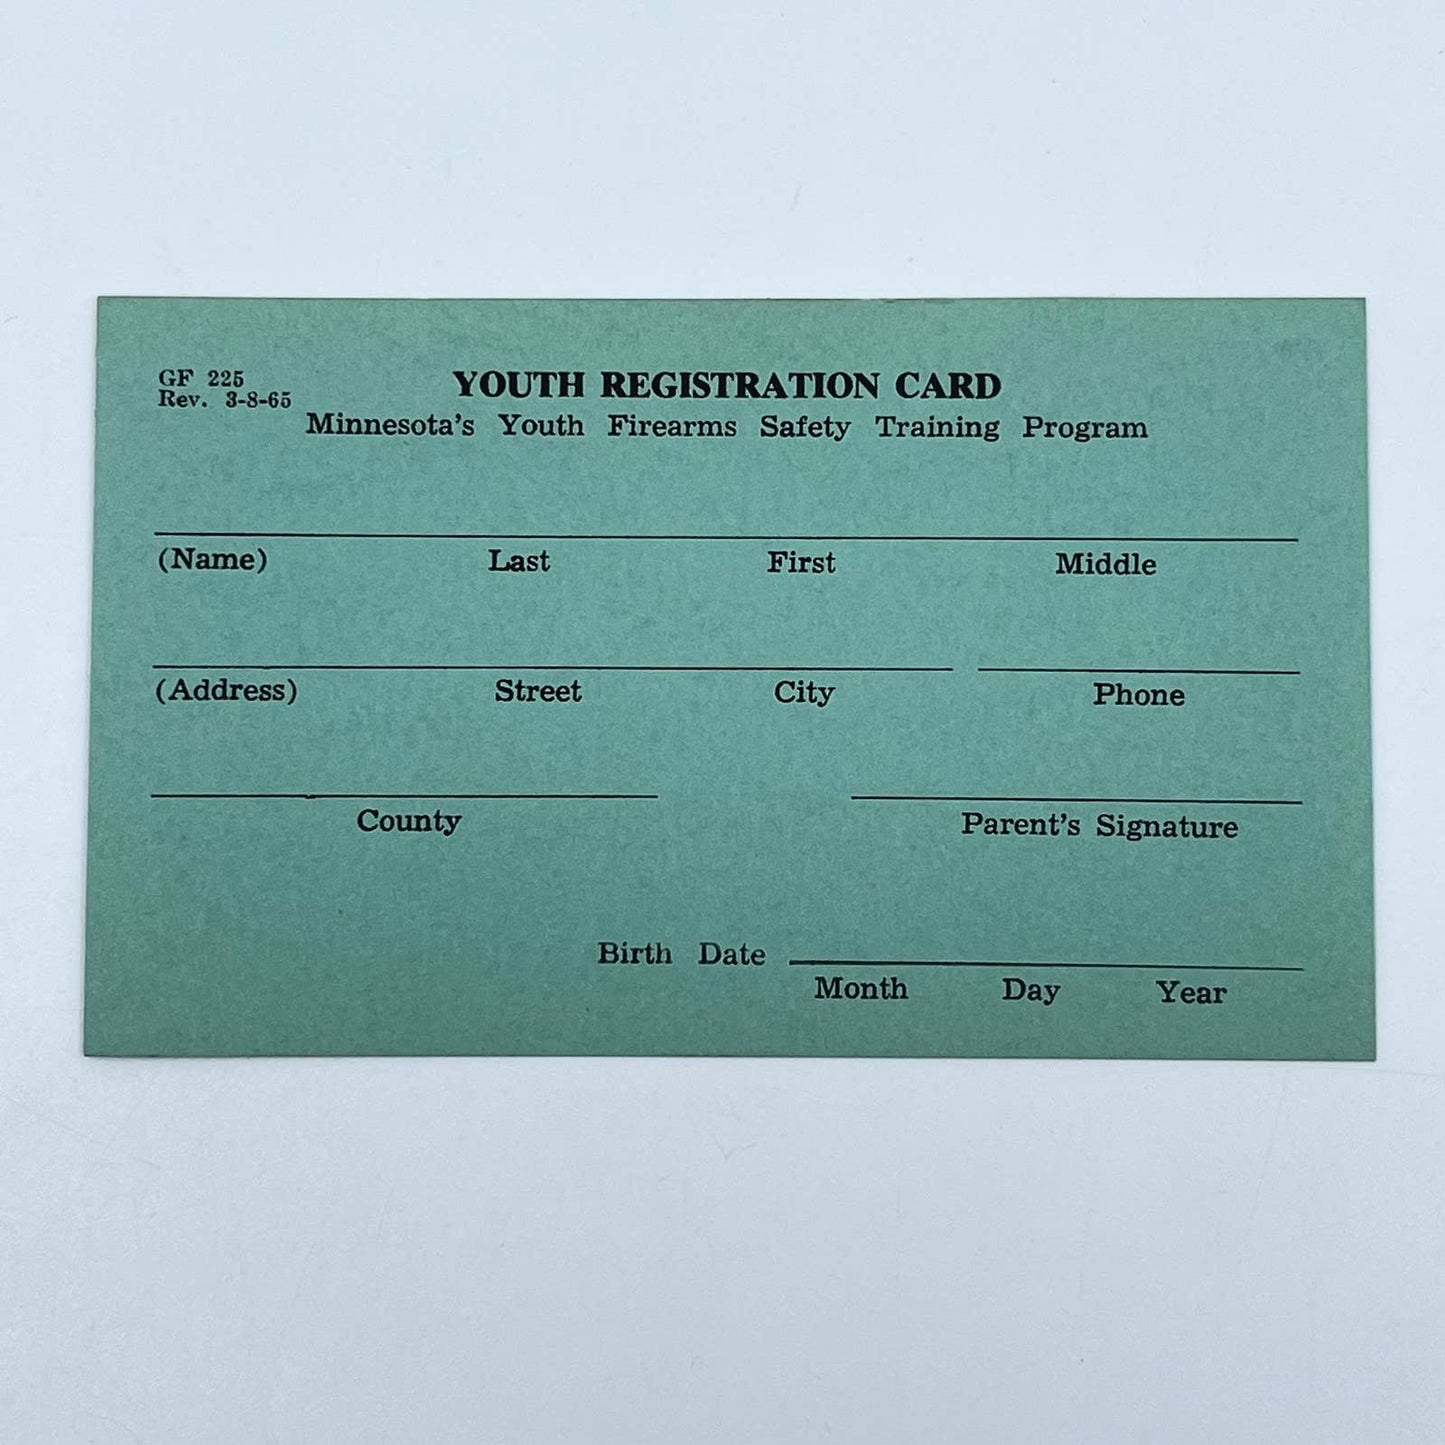 GF 225
Rev. 3-8-65
YOUTH REGISTRATION CARD
Minnesota's Youth Firearms Safety Training Program
(Name) Last First Middle
(Address) Street City Phone
County Parent's Signature
Birth Date
Month Day Year